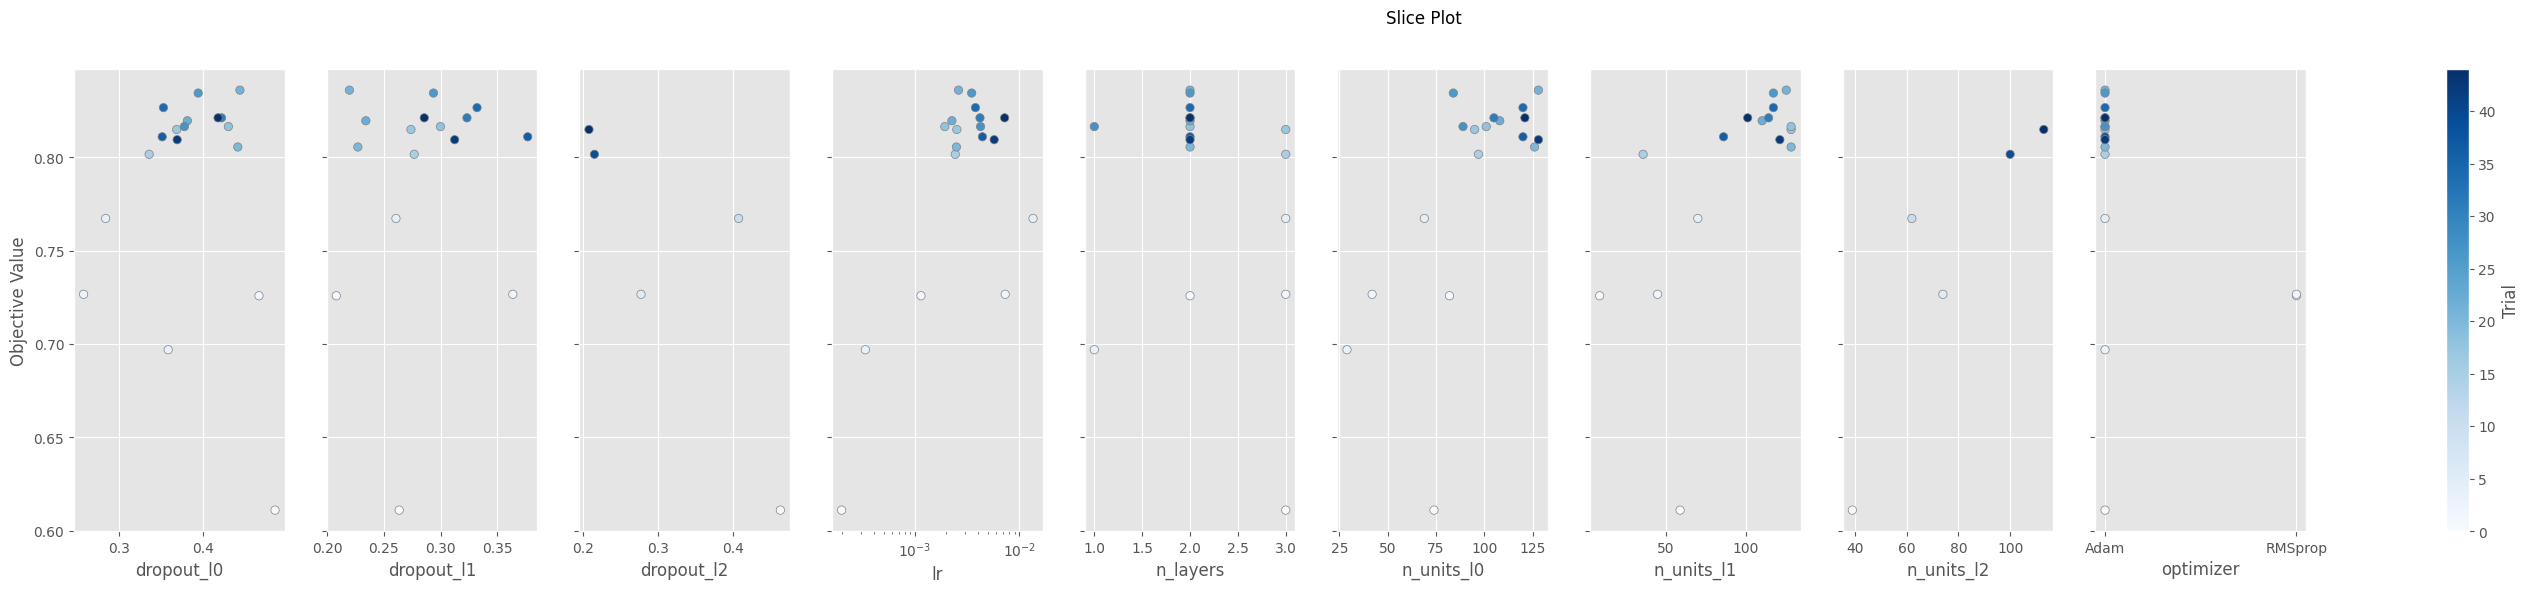 Slice Plot
Objective Value
0.80
0.75
0.70
0.65
0.60
0.3 0.4
dropout_l0
0.20 0.25 0.30 0.35
dropout_l1
0.2 0.3 0.4
dropout_l2
10⁻³ 10⁻²
lr
1.0 1.5 2.0 2.5 3.0
n_layers
25 50 75 100 125
n_units_l0
50 100
n_units_l1
40 60 80 100
n_units_l2
Adam RMSprop
optimizer
40
35
30
25
20
15
10
5
0
Trial